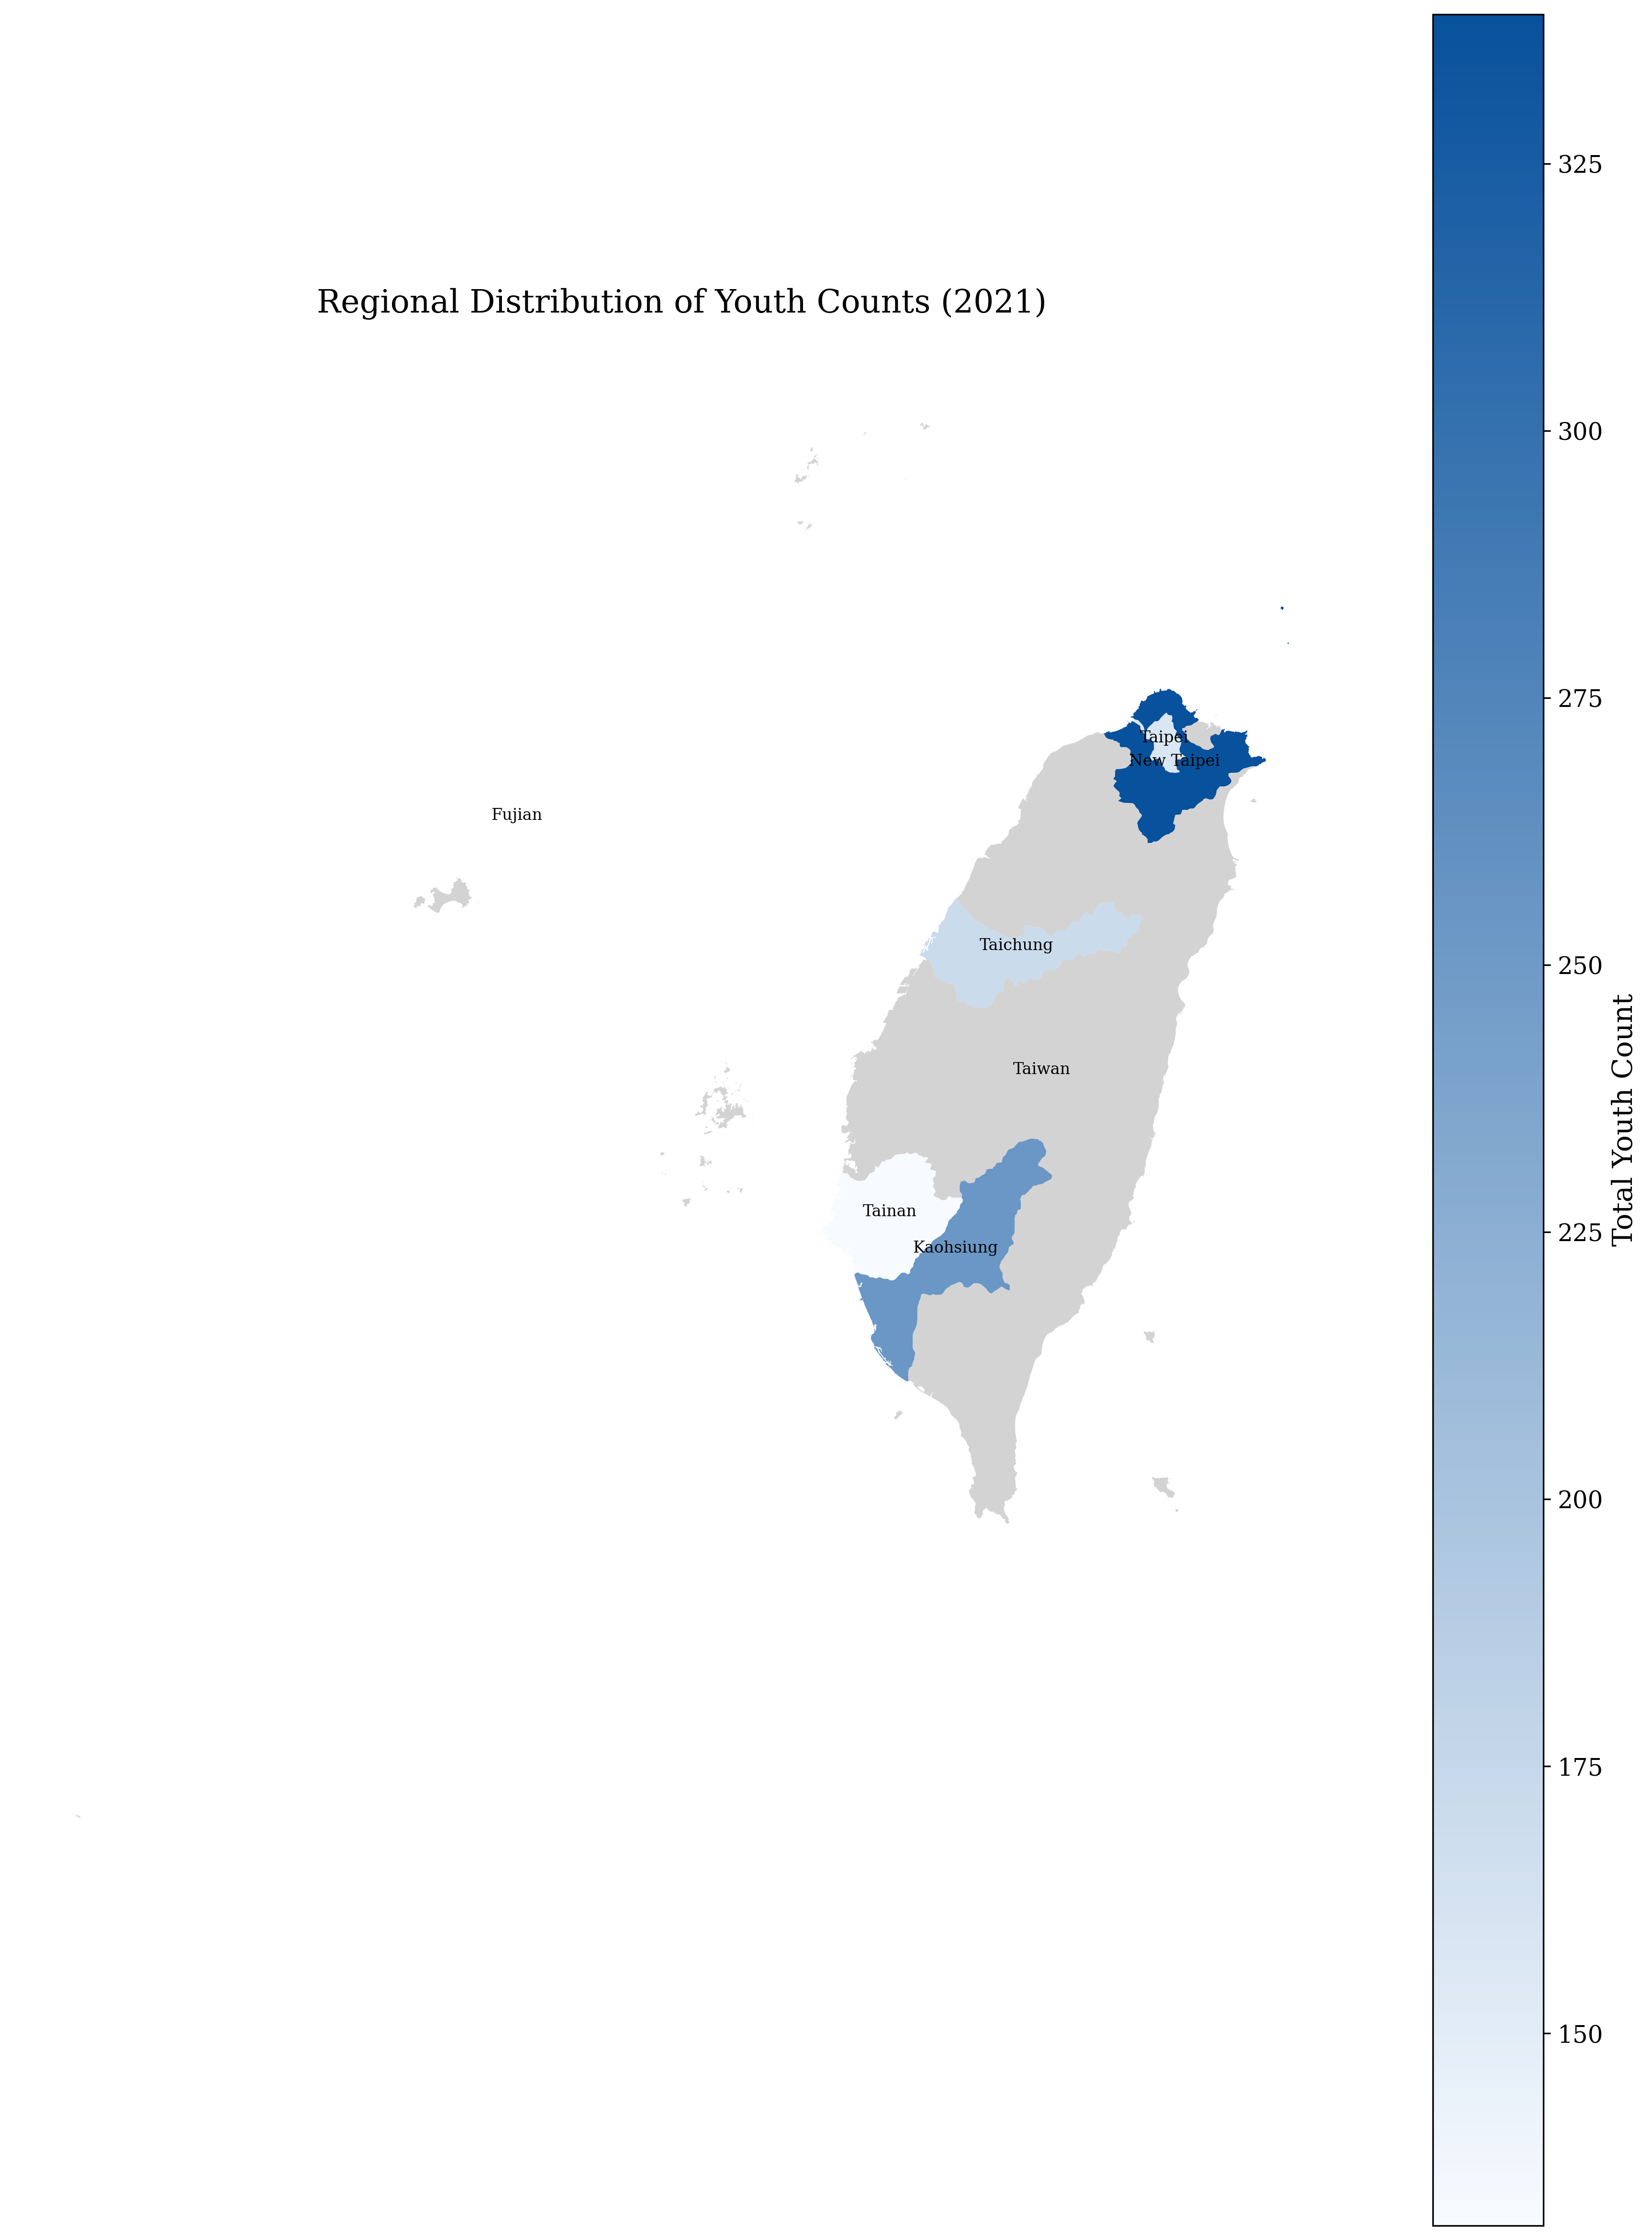 Regional Distribution of Youth Counts (2021)
Taipei
New Taipei
Fujian
Taichung
Taiwan
Tainan
Kaohsiung
325
300
275
250
225
200
175
150
Total Youth Count